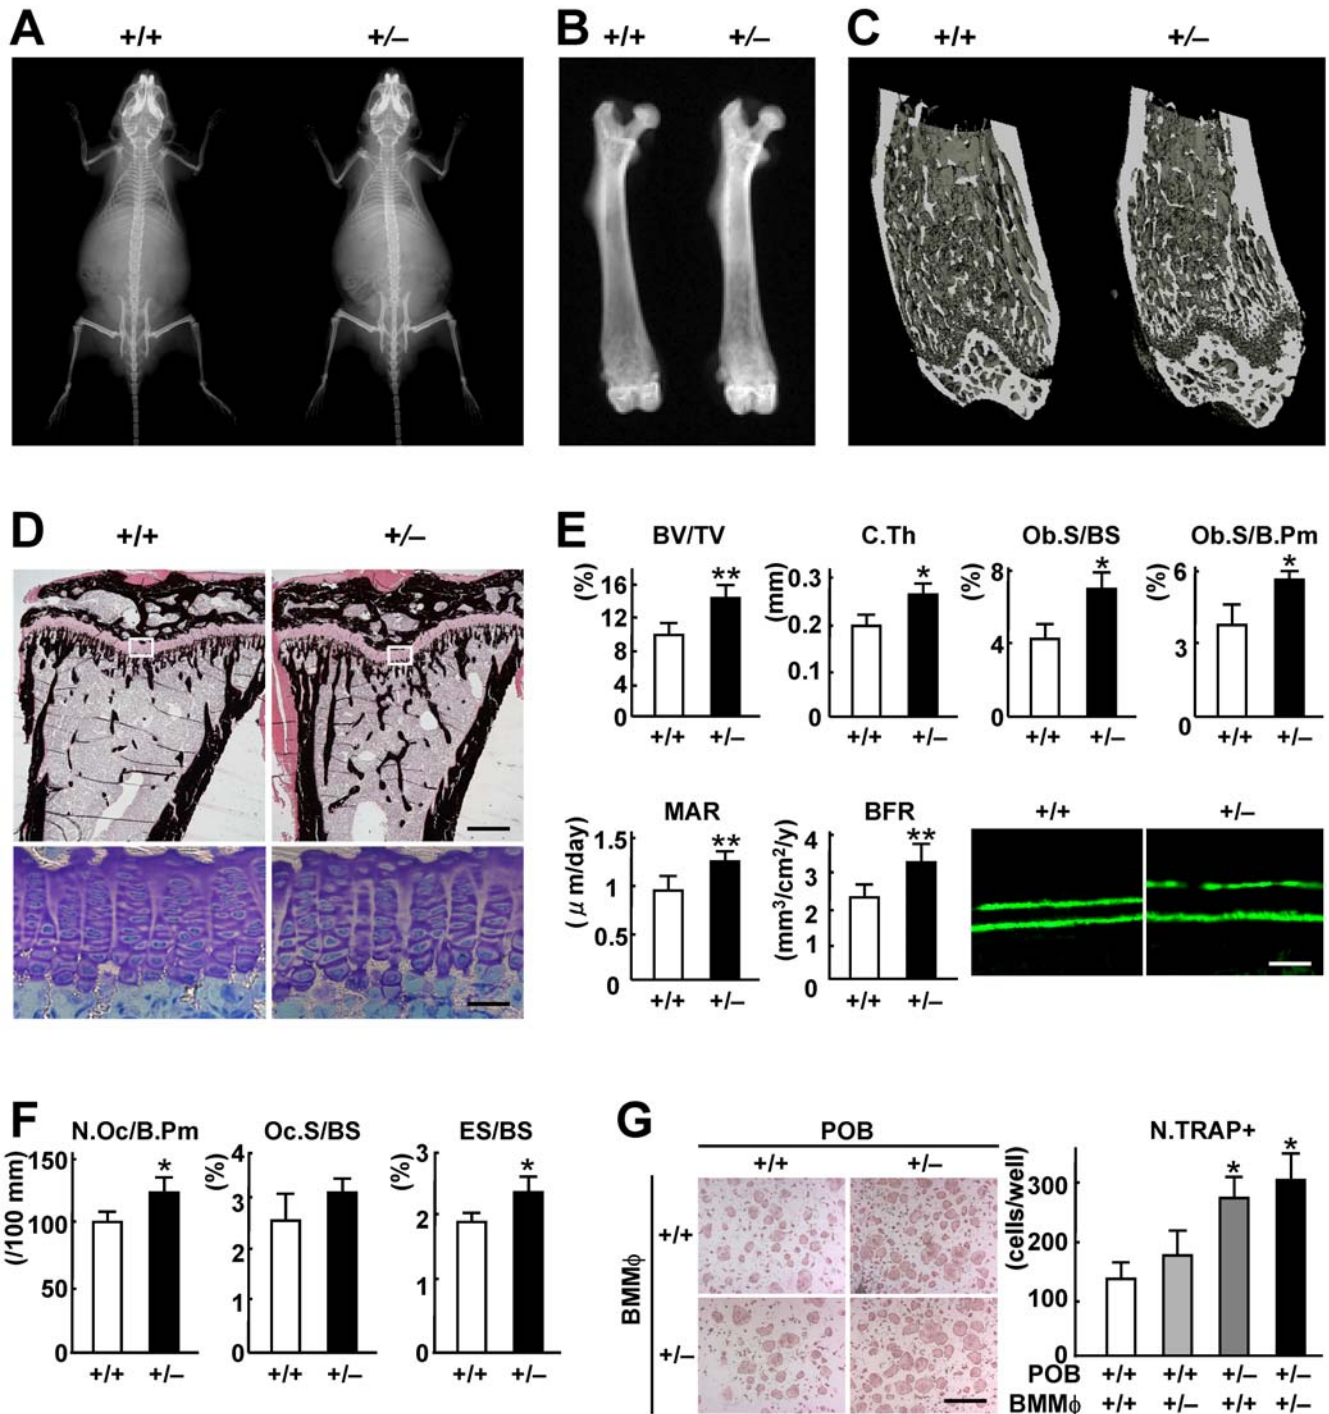 A +/+ +/–
B +/+ +/–
C +/+ +/–
D +/+ +/–
E
BV/TV
(%)
16
12
8
4
0
+/+ +/–
**
C.Th
(mm)
0.3
0.2
0.1
0
+/+ +/–
*
Ob.S/BS
(%)
8
4
0
+/+ +/–
*
Ob.S/B.Pm
(%)
6
3
0
+/+ +/–
*
MAR
(μ m/day)
1.5
1
0.5
0
+/+ +/–
**
BFR
(mm³/cm²/y)
4
3
2
1
0
+/+ +/–
**
+/+ +/–
F
N.Oc/B.Pm
(/100 mm)
150
100
50
0
+/+ +/–
*
Oc.S/BS
(%)
4
3
2
1
0
+/+ +/–
ES/BS
(%)
3
2
1
0
+/+ +/–
*
G
POB
+/+ +/–
BMMϕ
+/+
+/–
N.TRAP+
(cells/well)
300
200
100
0
* *
POB +/+ +/+ +/– +/–
BMMϕ +/+ +/– +/+ +/–